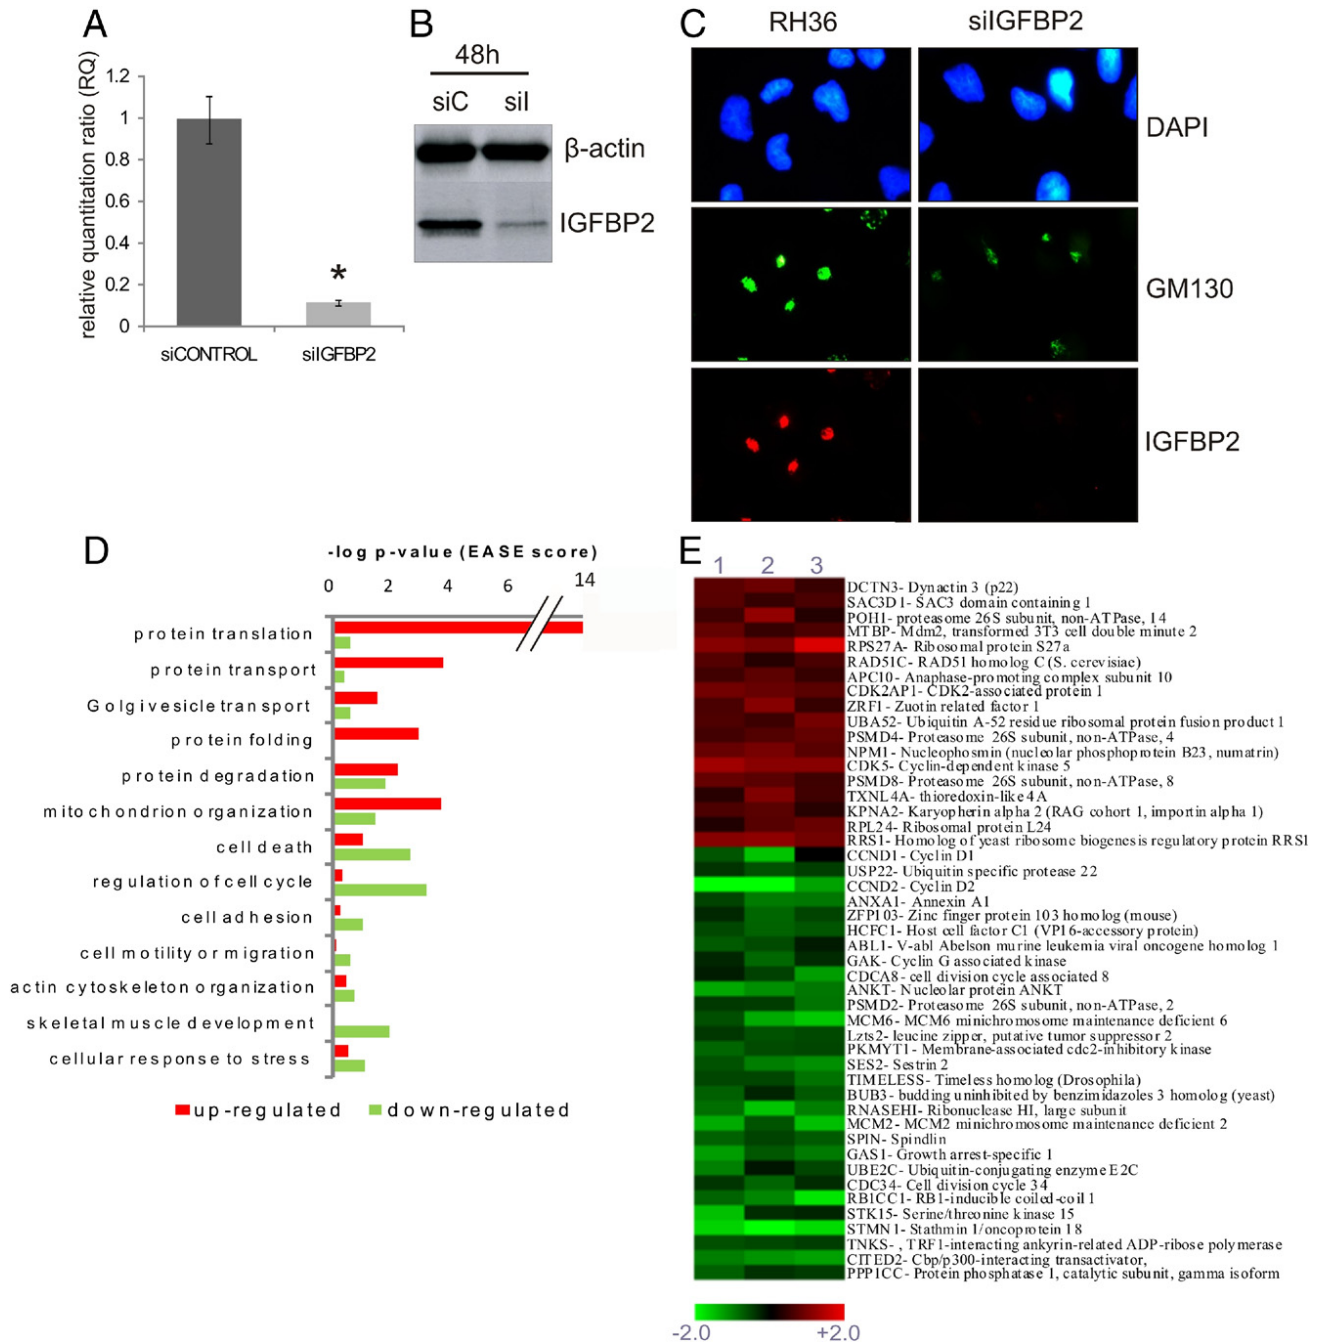 A
relative quantitation ratio (RQ)
1.2
1
0.8
0.6
0.4
0.2
0
*
siCONTROL
siIGFBP2
B
48h
siC sil
β-actin
IGFBP2
C
RH36
siIGFBP2
DAPI
GM130
IGFBP2
D
-log p-value (EASE score)
0 2 4 6 14
protein translation
protein transport
Golgi vesicle transport
protein folding
protein degradation
mitochondrion organization
cell death
regulation of cell cycle
cell adhesion
cell motility or migration
actin cytoskeleton organization
skeletal muscle development
cellular response to stress
up-regulated down-regulated
E
1 2 3
DCTN3- Dynactin 3 (p22)
SAC3D1- SAC3 domain containing 1
POH1- proteasome 26S subunit, non-ATPase, 14
MTBP- Mdm2, transformed 3T3 cell double minute 2
RPS27A- Ribosomal protein S27a
RAD51C- RAD51 homolog C (S. cerevisiae)
APC10- Anaphase-promoting complex subunit 10
CDK2AP1- CDK2-associated protein 1
ZRF1- Zuotin related factor 1
UBA52- Ubiquitin A-52 residue ribosomal protein fusion product 1
PSMD4- Proteasome 26S subunit, non-ATPase, 4
NPM1- Nucleophosmin (nucleolar phosphoprotein B23, numatrin)
CDK5- Cyclin-dependent kinase 5
PSMD8- Proteasome 26S subunit, non-ATPase, 8
TXNL4A- thioredoxin-like 4A
KPNA2- Karyopherin alpha 2 (RAG cohort 1, importin alpha 1)
RPL24- Ribosomal protein L24
RRS1- Homolog of yeast ribosome biogenesis regulatory protein RRS1
CCND1- Cyclin D1
USP22- Ubiquitin specific protease 22
CCND2- Cyclin D2
ANXA1- Annexin A1
ZFP103- Zinc finger protein 103 homolog (mouse)
HCFC1- Host cell factor C1 (VP16-accessory protein)
ABL1- V-abl Abelson murine leukemia viral oncogene homolog 1
GAK- Cyclin G associated kinase
CDCA8- cell division cycle associated 8
ANKT- Nucleolar protein ANKT
PSMD2- Proteasome 26S subunit, non-ATPase, 2
MCM6- MCM6 minichromosome maintenance deficient 6
Lzts2- leucine zipper, putative tumor suppressor 2
PKMYT1- Membrane-associated cdc2-inhibitory kinase
SES2- Sestrin 2
TIMELESS- Timeless homolog (Drosophila)
BUB3- budding uninhibited by benzimidazoles 3 homolog (yeast)
RNASEHI- Ribonuclease HI, large subunit
MCM2- MCM2 minichromosome maintenance deficient 2
SPIN- Spindlin
GAS1- Growth arrest-specific 1
UBE2C- Ubiquitin-conjugating enzyme E2C
CDC34- Cell division cycle 34
RB1CC1- RB1-inducible coiled-coil 1
STK15- Serine/threonine kinase 15
STMN1- Stathmin 1/oncoprotein 18
TNKS- , TRF1-interacting ankyrin-related ADP-ribose polymerase
CITED2- Cbp/p300-interacting transactivator,
PPP1CC- Protein phosphatase 1, catalytic subunit, gamma isoform
-2.0 +2.0